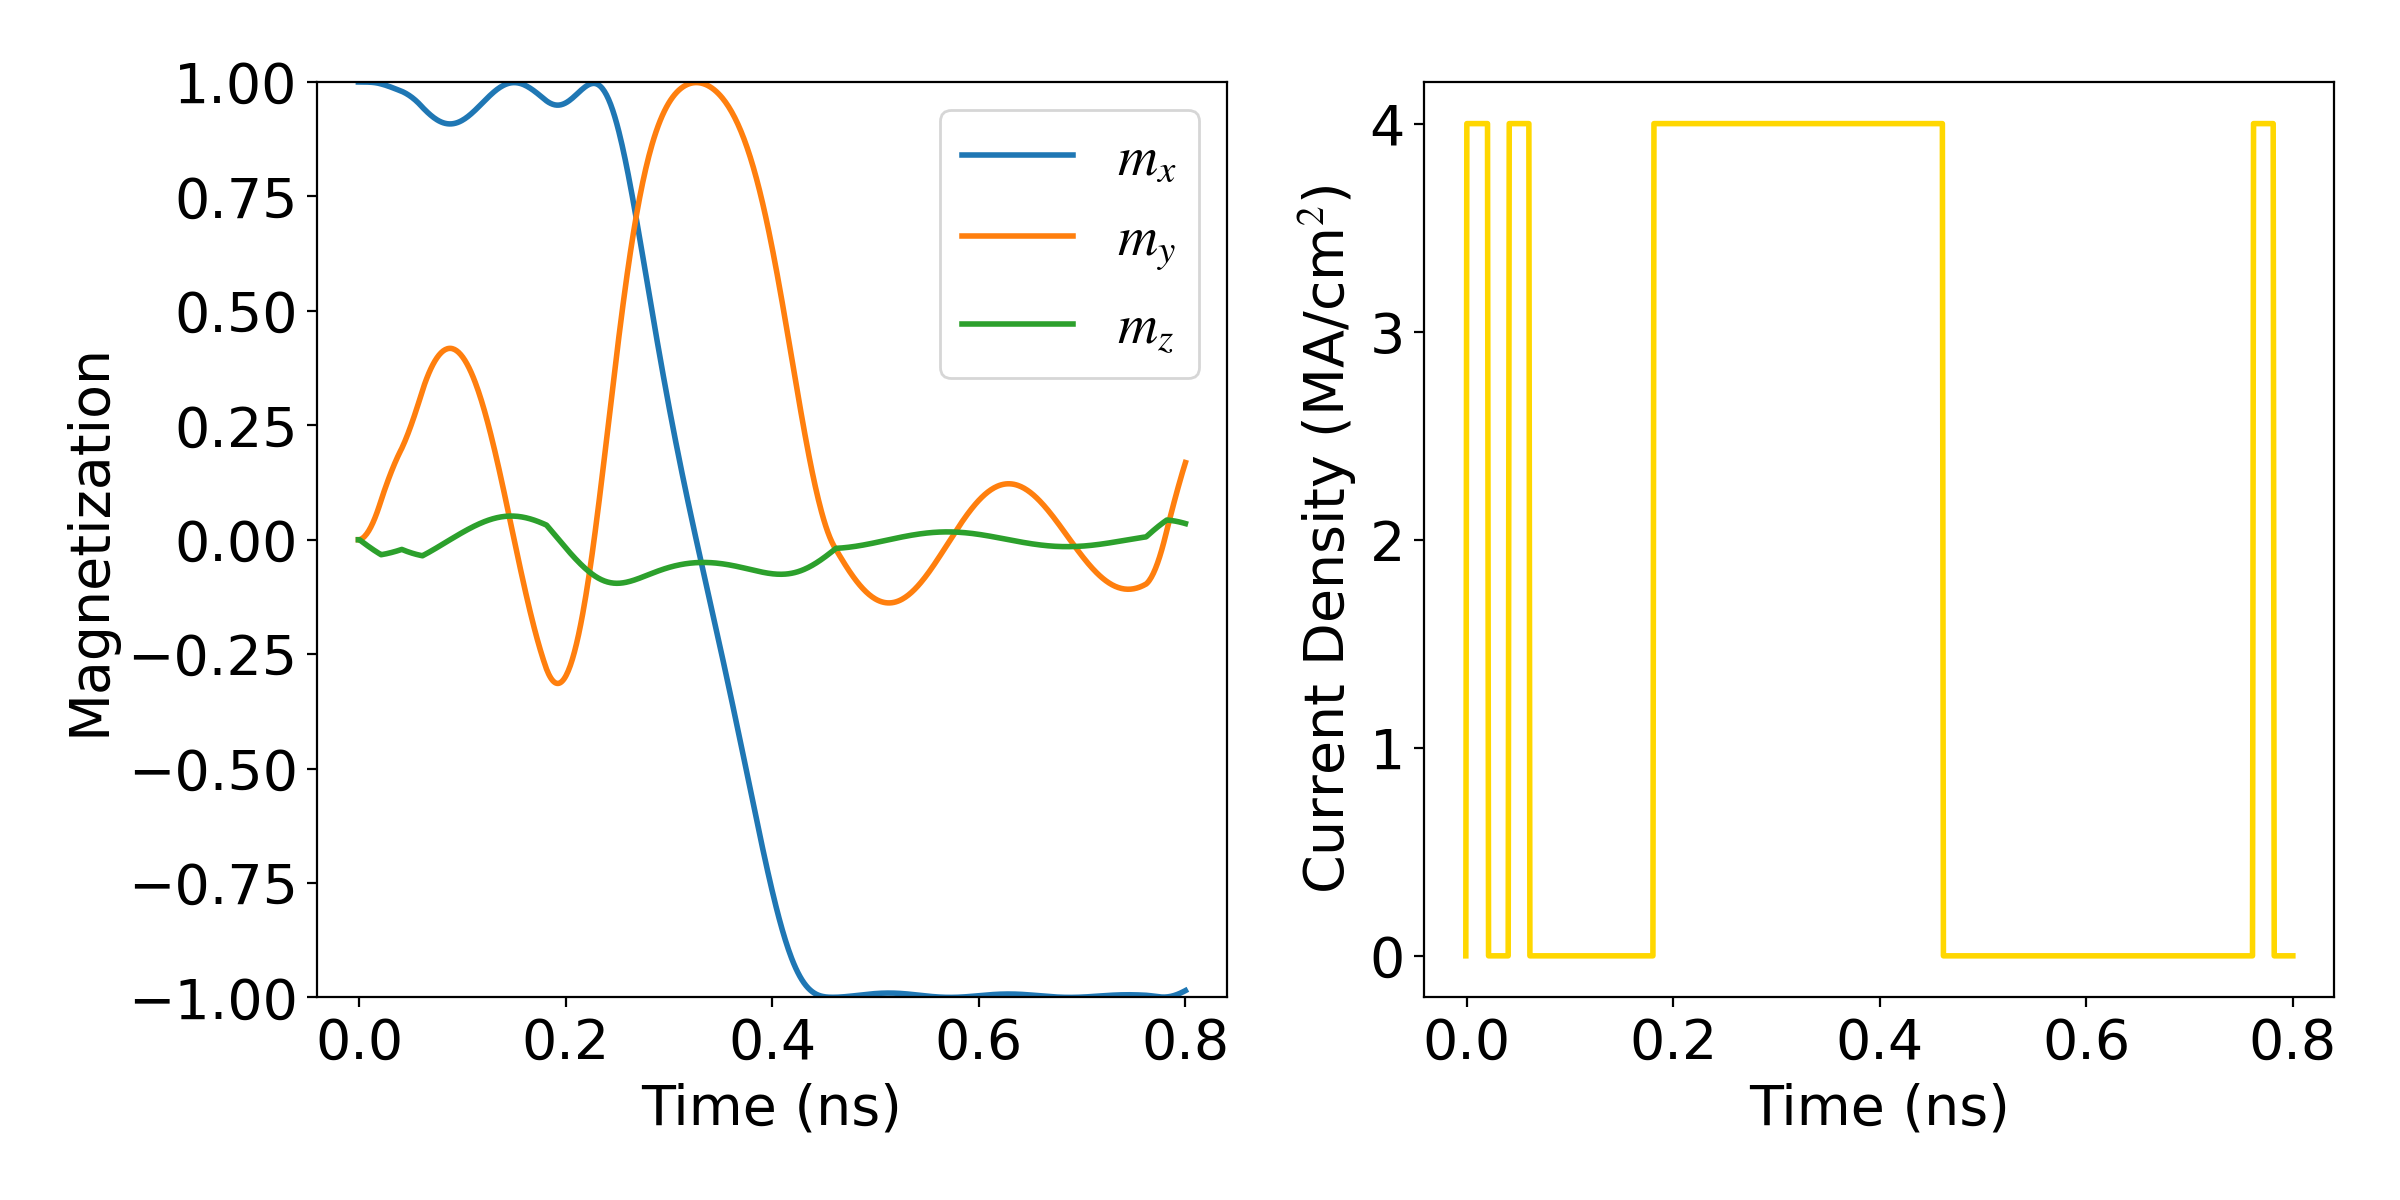 1.00
0.75
0.50
0.25
0.00
−0.25
−0.50
−0.75
−1.00
Magnetization
0.0 0.2 0.4 0.6 0.8
Time (ns)
m_x
m_y
m_z
4
3
2
1
0
Current Density (MA/cm²)
0.0 0.2 0.4 0.6 0.8
Time (ns)